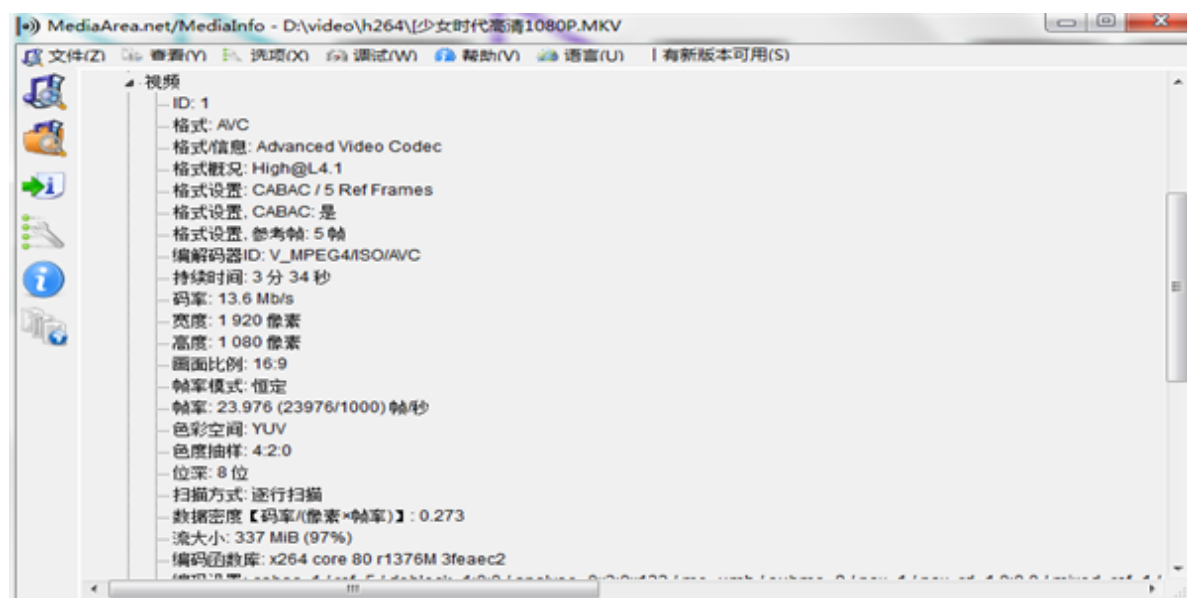 MediaArea.net/MediaInfo - D:\video\h264\[少女时代高清1080P.MKV
文件(Z) 查看(Y) 选项(X) 调试(W) 帮助(V) 语言(U) | 有新版本可用(S)
视频
ID: 1
格式: AVC
格式/信息: Advanced Video Codec
格式概况: High@L4.1
格式设置: CABAC / 5 Ref Frames
格式设置, CABAC: 是
格式设置, 参考帧: 5 帧
编解码器ID: V_MPEG4/ISO/AVC
持续时间: 3 分 34 秒
码率: 13.6 Mb/s
宽度: 1 920 像素
高度: 1 080 像素
画面比例: 16:9
帧率模式: 恒定
帧率: 23.976 (23976/1000) 帧/秒
色彩空间: YUV
色度抽样: 4:2:0
位深: 8 位
扫描方式: 逐行扫描
数据密度【码率/(像素×帧率)】: 0.273
流大小: 337 MiB (97%)
编码函数库: x264 core 80 r1376M 3feaec2